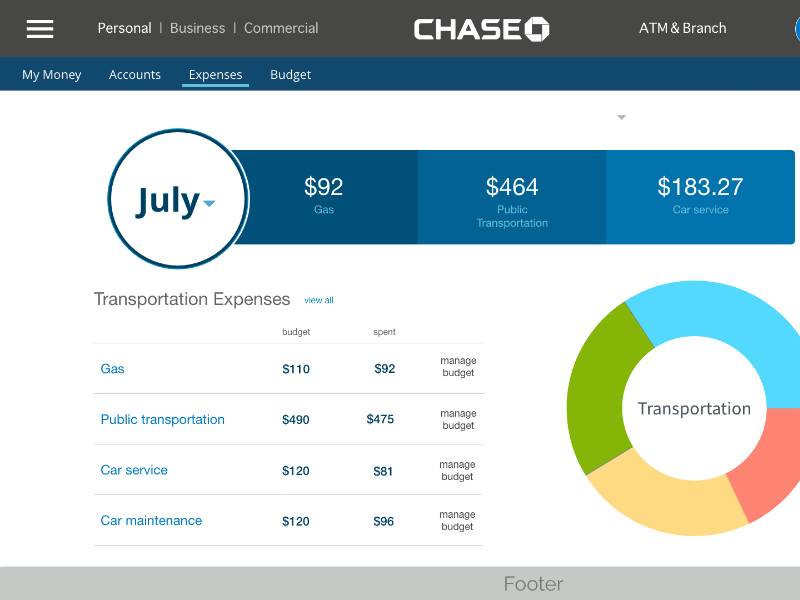 Personal | Business | Commercial
CHASE
ATM & Branch
My Money Accounts Expenses Budget
July
$92
Gas
$464
Public
Transportation
$183.27
Car service
Transportation Expenses view all
budget spent
Gas $110 $92 manage
budget
Public transportation $490 $475 manage
budget
Car service $120 $81 manage
budget
Car maintenance $120 $96 manage
budget
Transportation
Footer